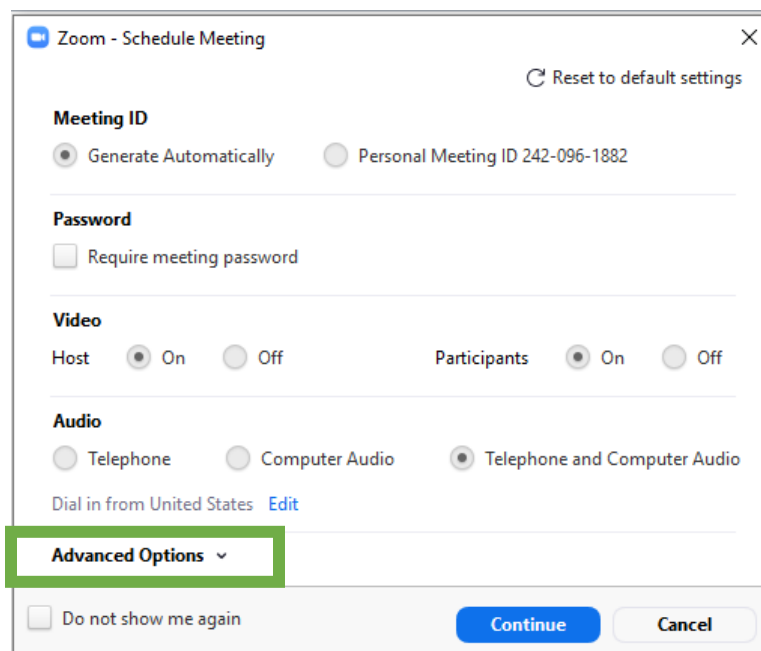 Zoom - Schedule Meeting
Reset to default settings
Meeting ID
Generate Automatically Personal Meeting ID 242-096-1882
Password
Require meeting password
Video
Host On Off Participants On Off
Audio
Telephone Computer Audio Telephone and Computer Audio
Dial in from United States Edit
Advanced Options
Do not show me again Continue Cancel